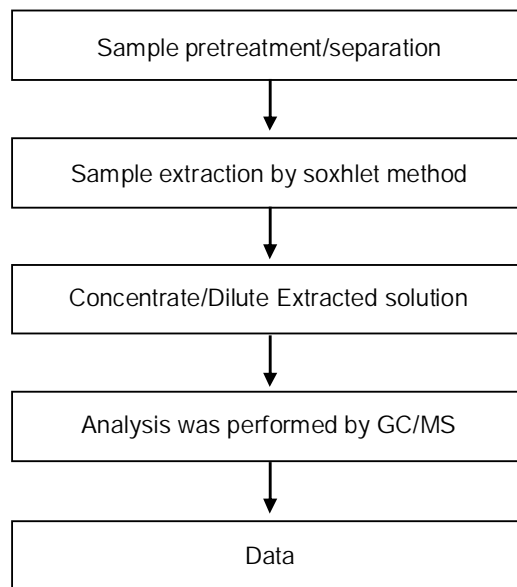 Sample pretreatment/separation
Sample extraction by soxhlet method
Concentrate/Dilute Extracted solution
Analysis was performed by GC/MS
Data